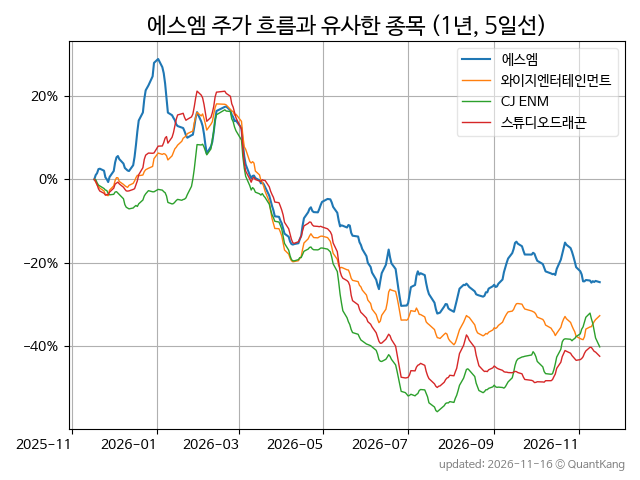 에스엠 주가 흐름과 유사한 종목 (1년, 5일선)
에스엠
와이지엔터테인먼트
CJ ENM
스튜디오드래곤
20%
0%
−20%
−40%
2025-11
2026-01
2026-03
2026-05
2026-07
2026-09
2026-11
updated: 2026-11-16 © QuantKang